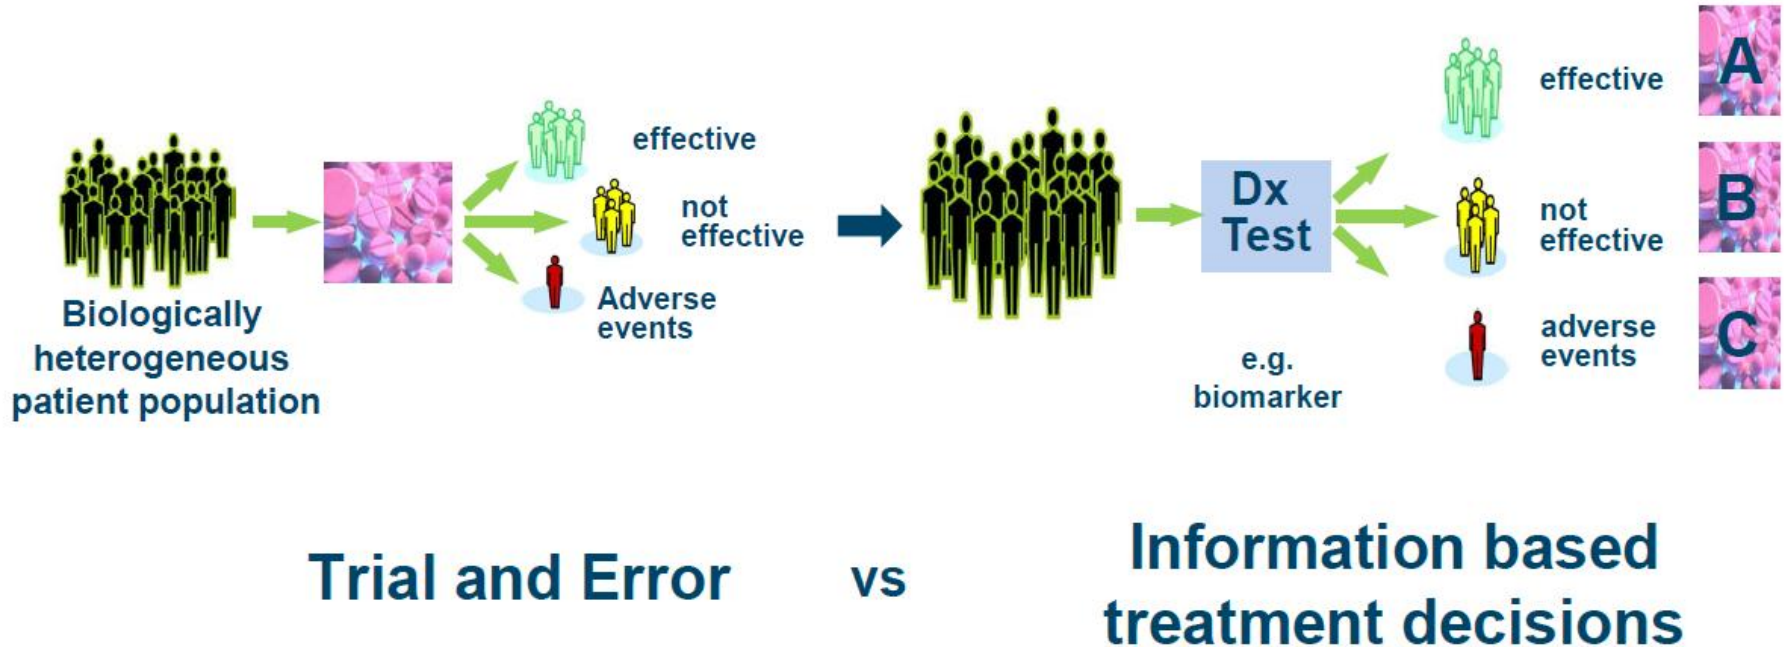 effective
not
effective
Adverse
events
Biologically
heterogeneous
patient population
Dx
Test
e.g.
biomarker
effective
not
effective
adverse
events
A
B
C
Trial and Error
vs
Information based
treatment decisions